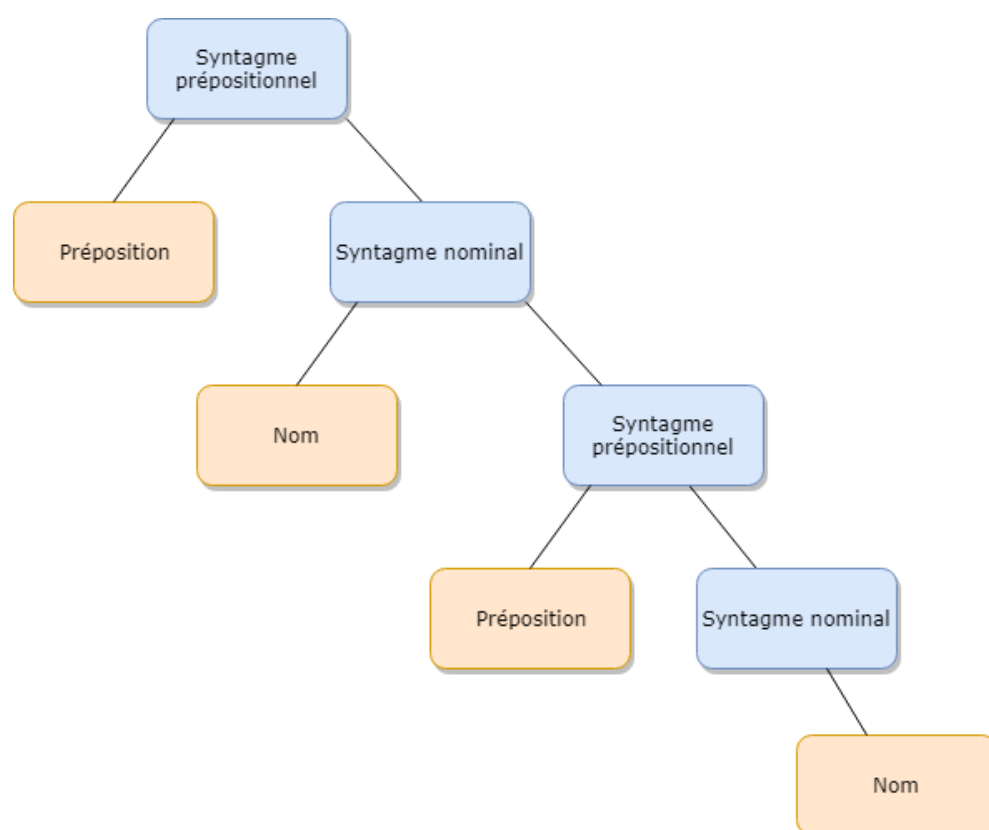 Syntagme
prépositionnel
Préposition
Syntagme nominal
Nom
Syntagme
prépositionnel
Préposition
Syntagme nominal
Nom